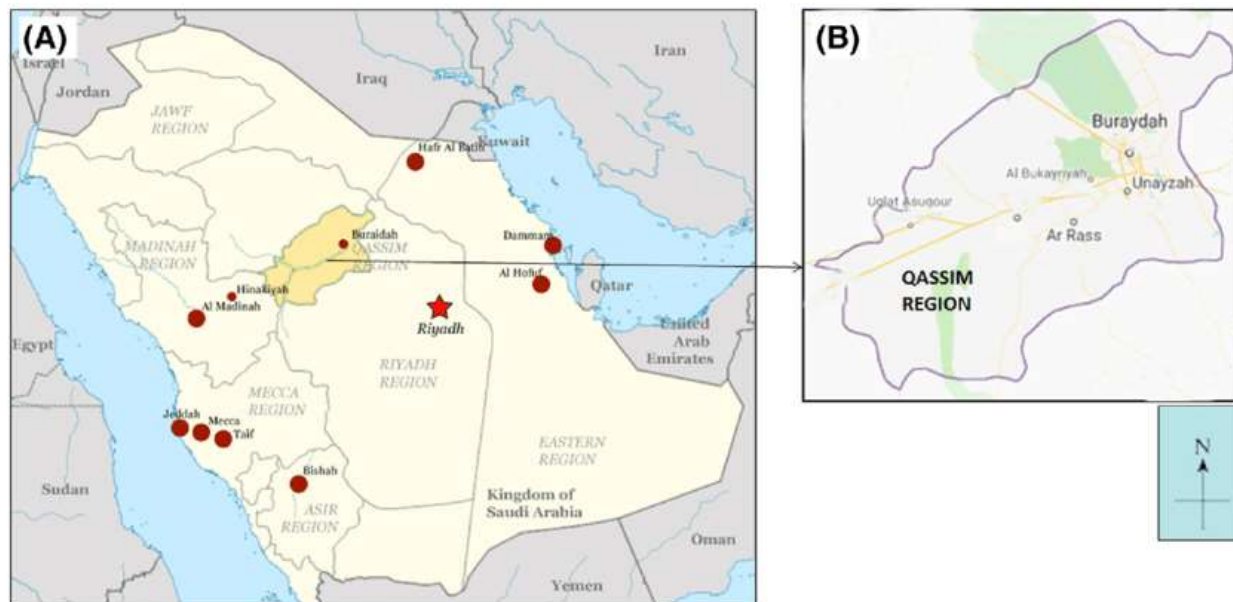 (A)
Israel
Jordan
Iraq
Iran
JAWF
REGION
Kuwait
Hafr Al Batin
Buraidah
QASSIM
REGION
MADINAH
REGION
Hinakiyah
Al Madinah
Dammam
Al Hofuf
Qatar
Riyadh
United
Arab
Emirates
Egypt
RIYADH
REGION
MECCA
REGION
Jeddah
Mecca
Taif
EASTERN
REGION
Bishah
ASIR
REGION
Kingdom of
Saudi Arabia
Sudan
Oman
Yemen
(B)
Buraydah
Al Bukayriyah
Unayzah
Uglat Asugour
Ar Rass
QASSIM
REGION
N